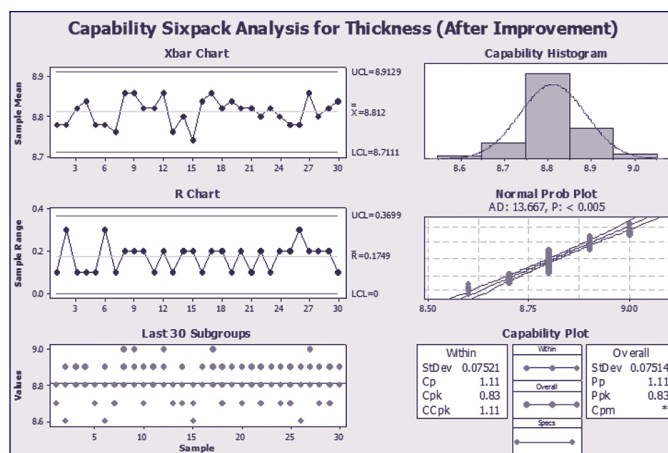 Capability Sixpack Analysis for Thickness (After Improvement)
Xbar Chart
Sample Mean
8.9
8.8
8.7
3 6 9 12 15 18 21 24 27 30
UCL=8.9129
X=8.812
LCL=8.7111
Capability Histogram
8.6 8.7 8.8 8.9 9.0
R Chart
Sample Range
0.4
0.2
0.0
3 6 9 12 15 18 21 24 27 30
UCL=0.3699
R=0.1749
LCL=0
Normal Prob Plot
AD: 13.667, P: < 0.005
8.50 8.75 9.00
Last 30 Subgroups
Values
9.0
8.8
8.6
5 10 15 20 25 30
Sample
Capability Plot
Within
StDev 0.07521
Cp 1.11
Cpk 0.83
CCpk 1.11
Within
Overall
Specs
Overall
StDev 0.07514
Pp 1.11
Ppk 0.83
Cpm *